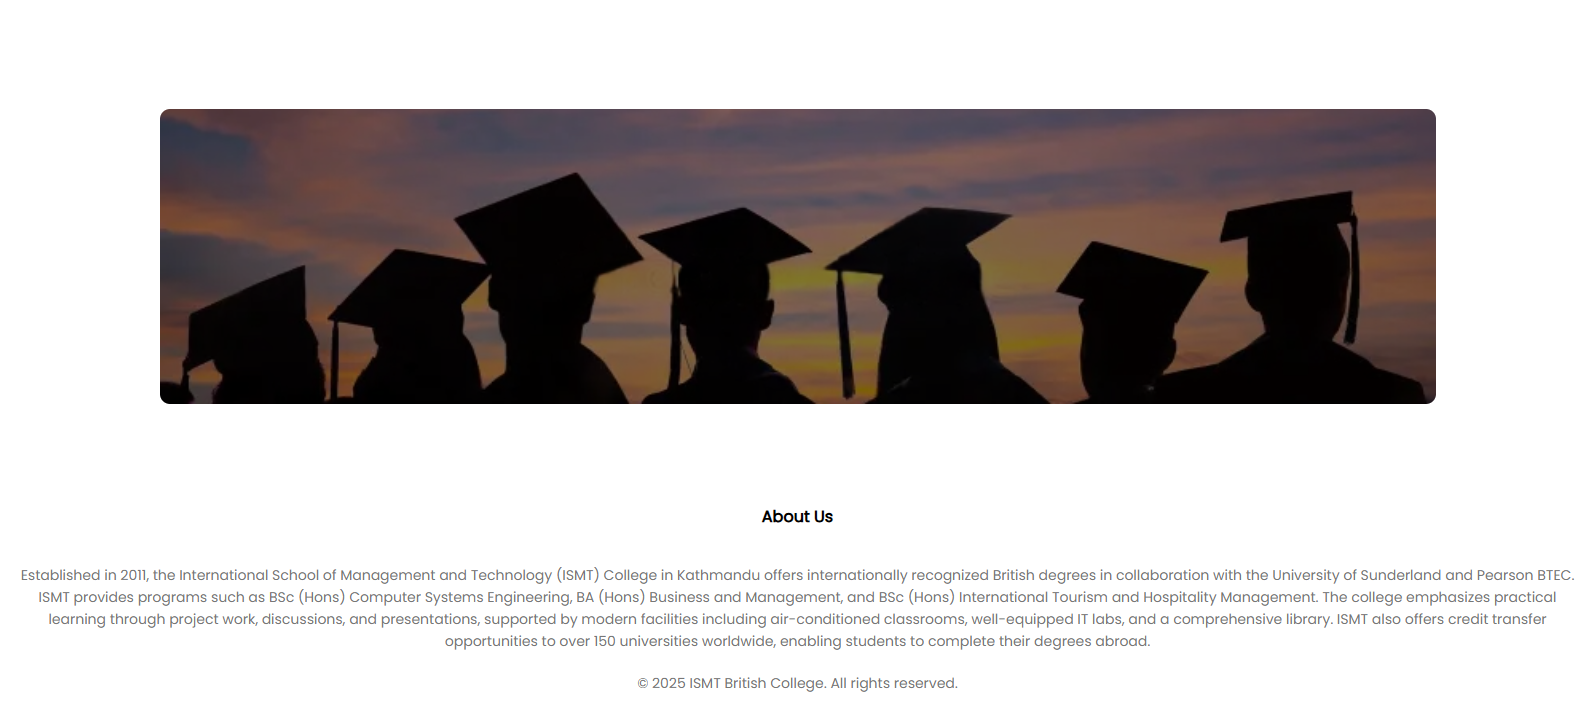 About Us
Established in 2011, the International School of Management and Technology (ISMT) College in Kathmandu offers internationally recognized British degrees in collaboration with the University of Sunderland and Pearson BTEC.
ISMT provides programs such as BSc (Hons) Computer Systems Engineering, BA (Hons) Business and Management, and BSc (Hons) International Tourism and Hospitality Management. The college emphasizes practical
learning through project work, discussions, and presentations, supported by modern facilities including air-conditioned classrooms, well-equipped IT labs, and a comprehensive library. ISMT also offers credit transfer
opportunities to over 150 universities worldwide, enabling students to complete their degrees abroad.
© 2025 ISMT British College. All rights reserved.